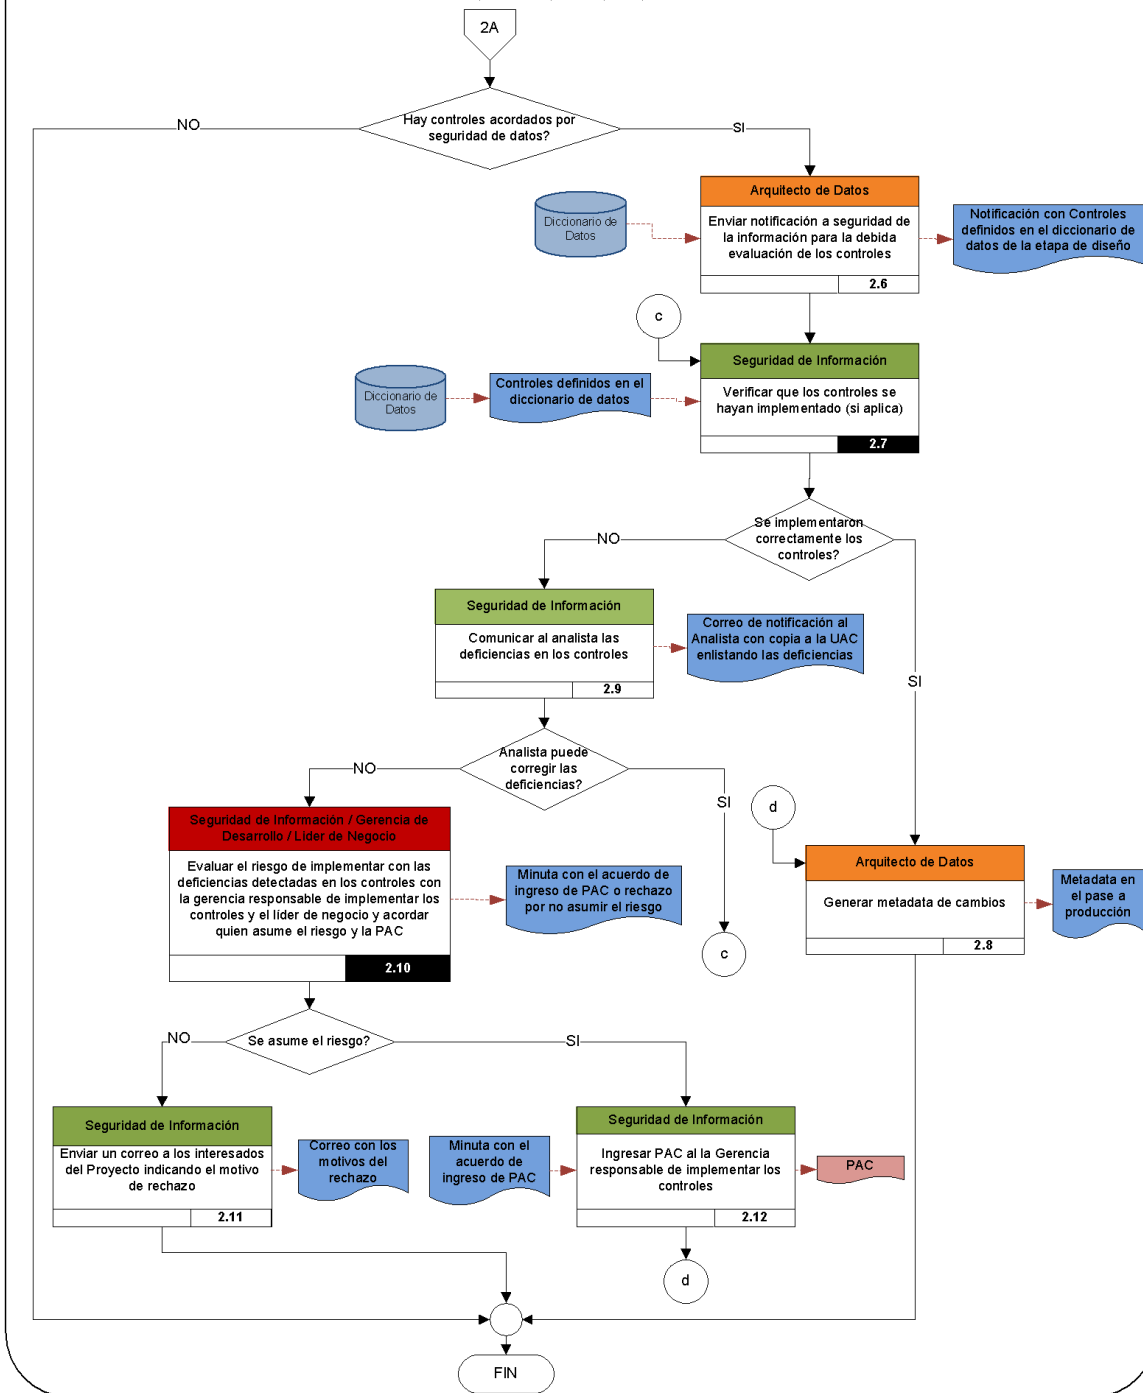 2A
Hay controles acordados por
seguridad de datos?
NO
SI
Arquitecto de Datos
Enviar notificación a seguridad de
la información para la debida
evaluación de los controles
2.6
Diccionario de
Datos
Notificación con Controles
definidos en el diccionario de
datos de la etapa de diseño
c
Seguridad de Información
Verificar que los controles se
hayan implementado (si aplica)
2.7
Diccionario de
Datos
Controles definidos en el
diccionario de datos
Se implementaron
correctamente los
controles?
NO
SI
Seguridad de Información
Comunicar al analista las
deficiencias en los controles
2.9
Correo de notificación al
Analista con copia a la UAC
enlistando las deficiencias
Analista puede
corregir las
deficiencias?
NO
SI
d
Seguridad de Información / Gerencia de
Desarrollo / Lider de Negocio
Evaluar el riesgo de implementar con las
deficiencias detectadas en los controles con
la gerencia responsable de implementar los
controles y el líder de negocio y acordar
quien asume el riesgo y la PAC
2.10
Minuta con el acuerdo de
ingreso de PAC o rechazo
por no asumir el riesgo
c
Arquitecto de Datos
Generar metadata de cambios
2.8
Metadata en
el pase a
producción
Se asume el riesgo?
NO
SI
Seguridad de Información
Enviar un correo a los interesados
del Proyecto indicando el motivo
de rechazo
2.11
Correo con los
motivos del
rechazo
Minuta con el
acuerdo de
ingreso de PAC
Seguridad de Información
Ingresar PAC al la Gerencia
responsable de implementar los
controles
2.12
PAC
d
FIN